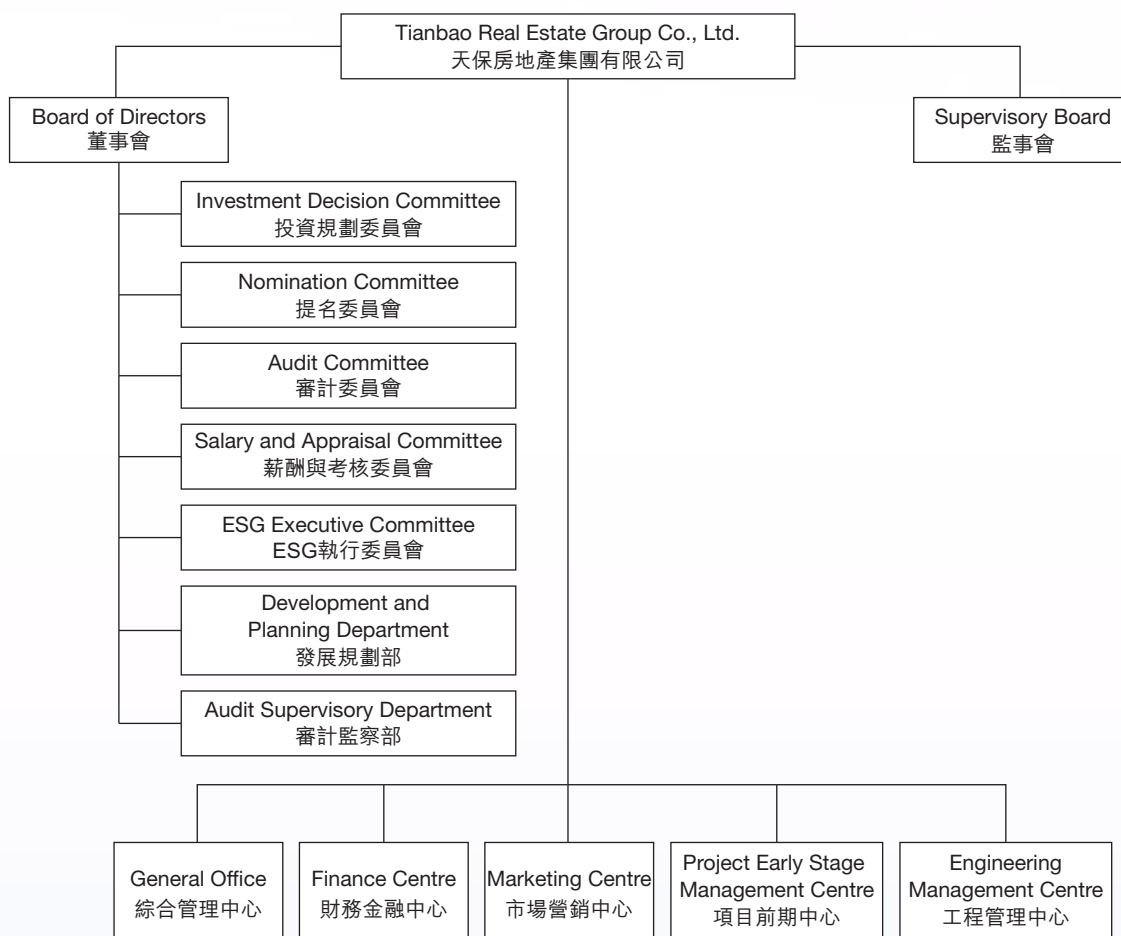 Tianbao Real Estate Group Co., Ltd.
天保房地產集團有限公司
Board of Directors
董事會
Supervisory Board
監事會
Investment Decision Committee
投資規劃委員會
Nomination Committee
提名委員會
Audit Committee
審計委員會
Salary and Appraisal Committee
薪酬與考核委員會
ESG Executive Committee
ESG執行委員會
Development and
Planning Department
發展規劃部
Audit Supervisory Department
審計監察部
General Office
綜合管理中心
Finance Centre
財務金融中心
Marketing Centre
市場營銷中心
Project Early Stage
Management Centre
項目前期中心
Engineering
Management Centre
工程管理中心